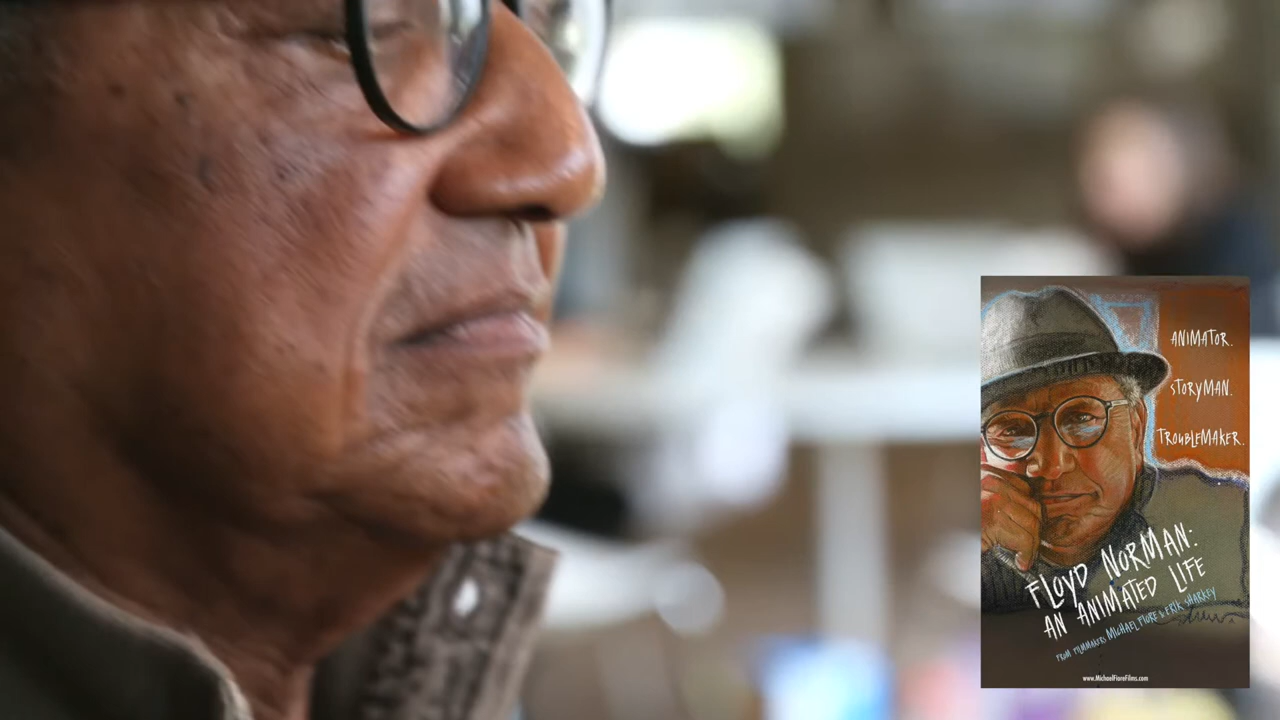 ANIMATOR.
STORYMAN.
TROUBLEMAKER.
FLOYD NORMAN:
AN ANIMATED LIFE
FROM FILMMAKERS MICHAEL FIORE & ERIK SHARKEY
www.MichaelFioreFilms.com